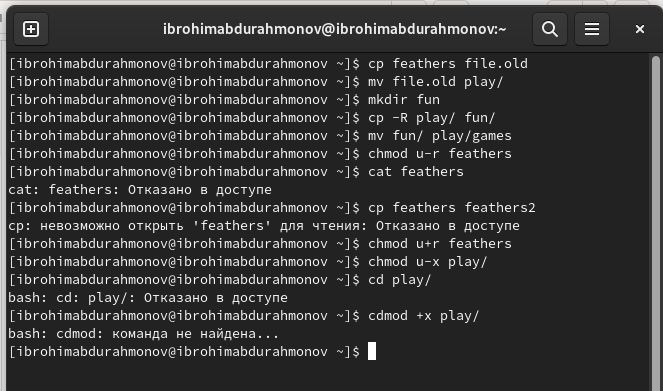 ibrohimabdurahmonov@ibrohimabdurahmonov:~
[ibrohimabdurahmonov@ibrohimabdurahmonov ~]$ cp feathers file.old
[ibrohimabdurahmonov@ibrohimabdurahmonov ~]$ mv file.old play/
[ibrohimabdurahmonov@ibrohimabdurahmonov ~]$ mkdir fun
[ibrohimabdurahmonov@ibrohimabdurahmonov ~]$ cp -R play/ fun/
[ibrohimabdurahmonov@ibrohimabdurahmonov ~]$ mv fun/ play/games
[ibrohimabdurahmonov@ibrohimabdurahmonov ~]$ chmod u-r feathers
[ibrohimabdurahmonov@ibrohimabdurahmonov ~]$ cat feathers
cat: feathers: Отказано в доступе
[ibrohimabdurahmonov@ibrohimabdurahmonov ~]$ cp feathers feathers2
cp: невозможно открыть 'feathers' для чтения: Отказано в доступе
[ibrohimabdurahmonov@ibrohimabdurahmonov ~]$ chmod u+r feathers
[ibrohimabdurahmonov@ibrohimabdurahmonov ~]$ chmod u-x play/
[ibrohimabdurahmonov@ibrohimabdurahmonov ~]$ cd play/
bash: cd: play/: Отказано в доступе
[ibrohimabdurahmonov@ibrohimabdurahmonov ~]$ cdmod +x play/
bash: cdmod: команда не найдена...
[ibrohimabdurahmonov@ibrohimabdurahmonov ~]$